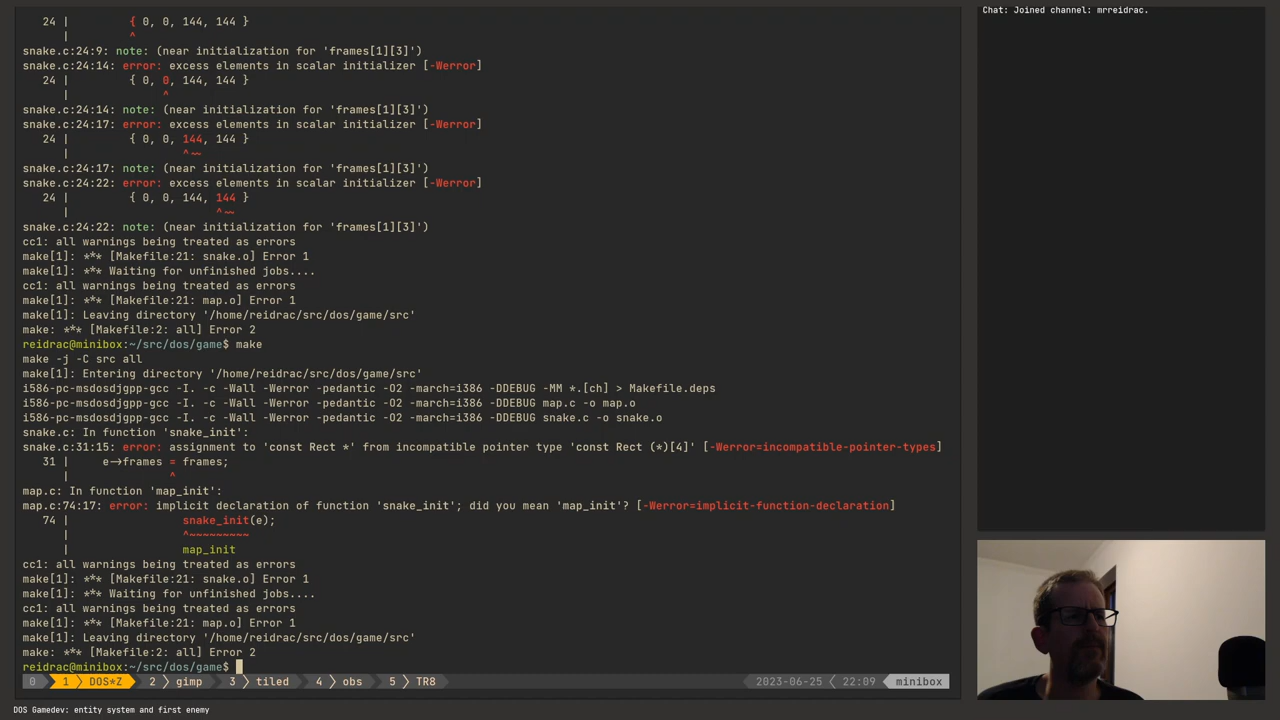 24 |          { 0, 0, 144, 144 }
|          ^
snake.c:24:9: note: (near initialization for 'frames[1][3]')
snake.c:24:14: error: excess elements in scalar initializer [-Werror]
24 |          { 0, 0, 144, 144 }
|               ^
snake.c:24:14: note: (near initialization for 'frames[1][3]')
snake.c:24:17: error: excess elements in scalar initializer [-Werror]
24 |          { 0, 0, 144, 144 }
|                  ^~~
snake.c:24:17: note: (near initialization for 'frames[1][3]')
snake.c:24:22: error: excess elements in scalar initializer [-Werror]
24 |          { 0, 0, 144, 144 }
|                       ^~~
snake.c:24:22: note: (near initialization for 'frames[1][3]')
cc1: all warnings being treated as errors
make[1]: *** [Makefile:21: snake.o] Error 1
make[1]: *** Waiting for unfinished jobs....
cc1: all warnings being treated as errors
make[1]: *** [Makefile:21: map.o] Error 1
make[1]: Leaving directory '/home/reidrac/src/dos/game/src'
make: *** [Makefile:2: all] Error 2
reidrac@minibox:~/src/dos/game$ make
make -j -C src all
make[1]: Entering directory '/home/reidrac/src/dos/game/src'
i586-pc-msdosdjgpp-gcc -I. -c -Wall -Werror -pedantic -O2 -march=i386 -DDEBUG -MM *.[ch] > Makefile.deps
i586-pc-msdosdjgpp-gcc -I. -c -Wall -Werror -pedantic -O2 -march=i386 -DDEBUG map.c -o map.o
i586-pc-msdosdjgpp-gcc -I. -c -Wall -Werror -pedantic -O2 -march=i386 -DDEBUG snake.c -o snake.o
snake.c: In function 'snake_init':
snake.c:31:15: error: assignment to 'const Rect *' from incompatible pointer type 'const Rect (*)[4]' [-Werror=incompatible-pointer-types]
31 |     e->frames = frames;
|               ^
map.c: In function 'map_init':
map.c:74:17: error: implicit declaration of function 'snake_init'; did you mean 'map_init'? [-Werror=implicit-function-declaration]
74 |                 snake_init(e);
|                 ^~~~~~~~~~
|                 map_init
cc1: all warnings being treated as errors
make[1]: *** [Makefile:21: snake.o] Error 1
make[1]: *** Waiting for unfinished jobs....
cc1: all warnings being treated as errors
make[1]: *** [Makefile:21: map.o] Error 1
make[1]: Leaving directory '/home/reidrac/src/dos/game/src'
make: *** [Makefile:2: all] Error 2
reidrac@minibox:~/src/dos/game$
0 1 DOS*Z 2 gimp 3 tiled 4 obs 5 TR8 2023-06-25 22:09 minibox
DOS Gamedev: entity system and first enemy
Chat: Joined channel: mrreidrac.